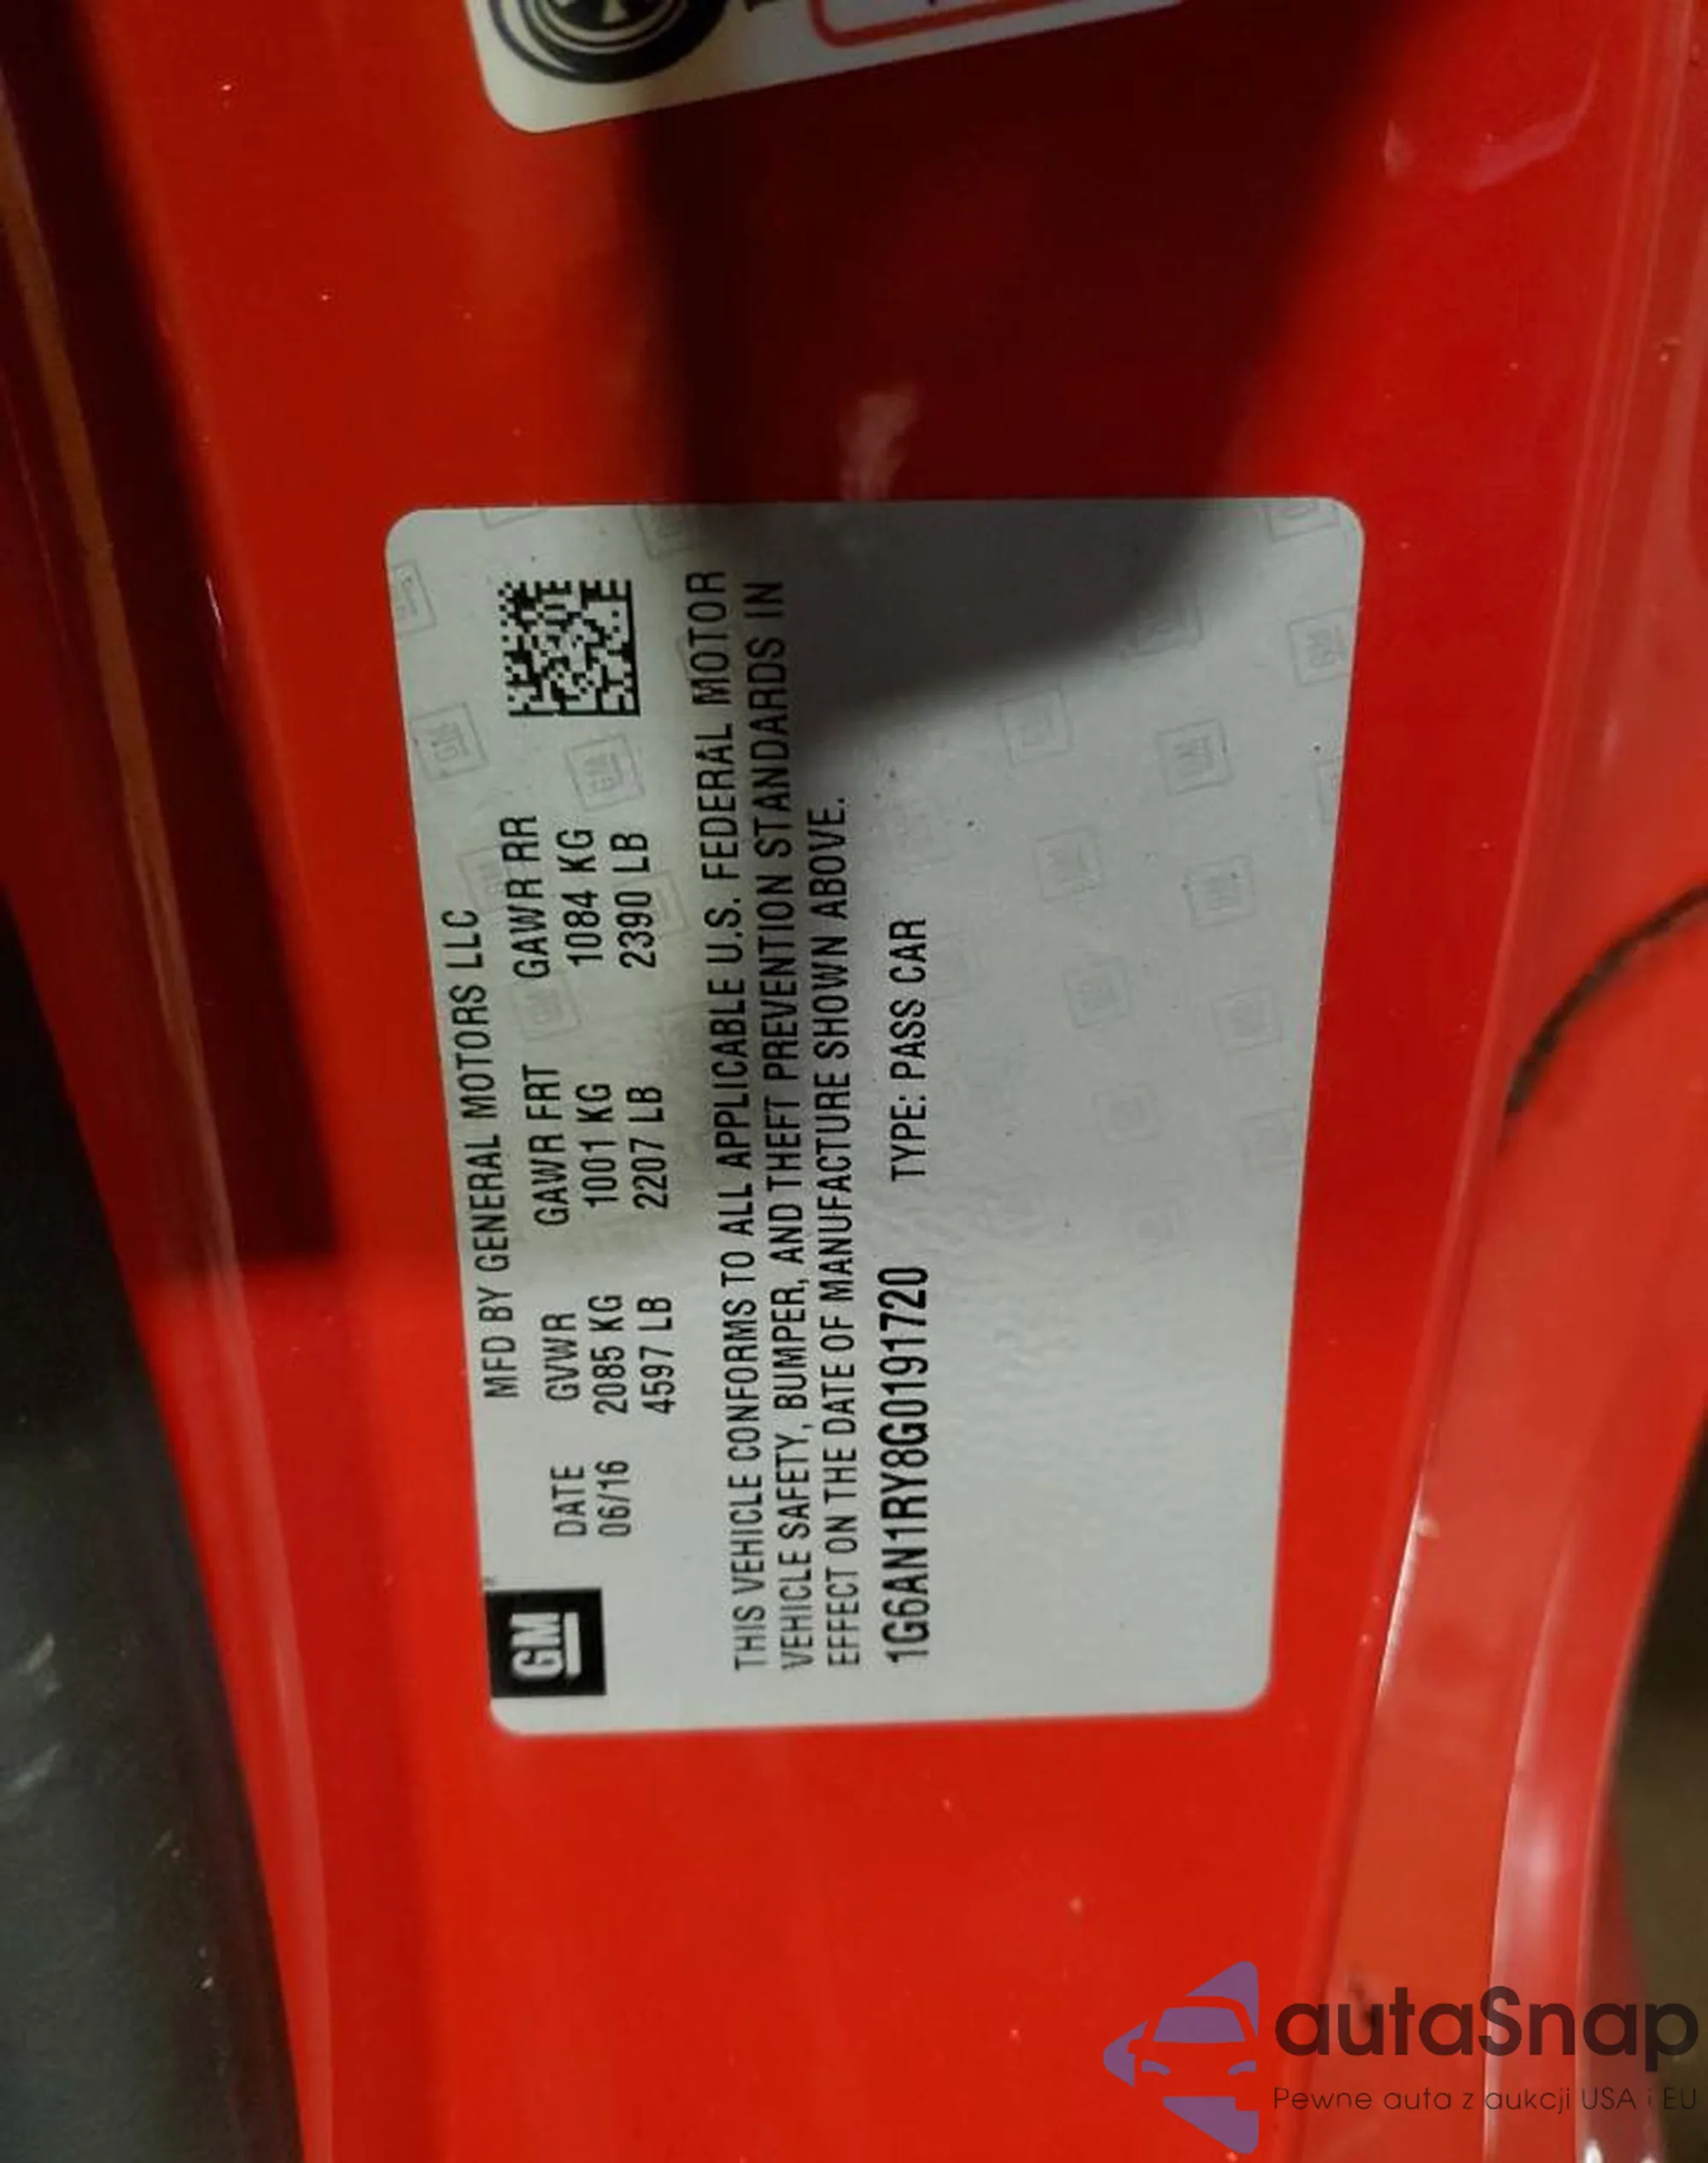 GM
MFD BY GENERAL MOTORS LLC
DATE GVWR GAWR FRT GAWR RR
06/16 2085 KG 1001 KG 1084 KG
4597 LB 2207 LB 2390 LB
THIS VEHICLE CONFORMS TO ALL APPLICABLE U.S. FEDERAL MOTOR
VEHICLE SAFETY, BUMPER, AND THEFT PREVENTION STANDARDS IN
EFFECT ON THE DATE OF MANUFACTURE SHOWN ABOVE.
1G6AN1RY8G0191720 TYPE: PASS CAR
autaSnap
Pewne auta z aukcji USA i EU